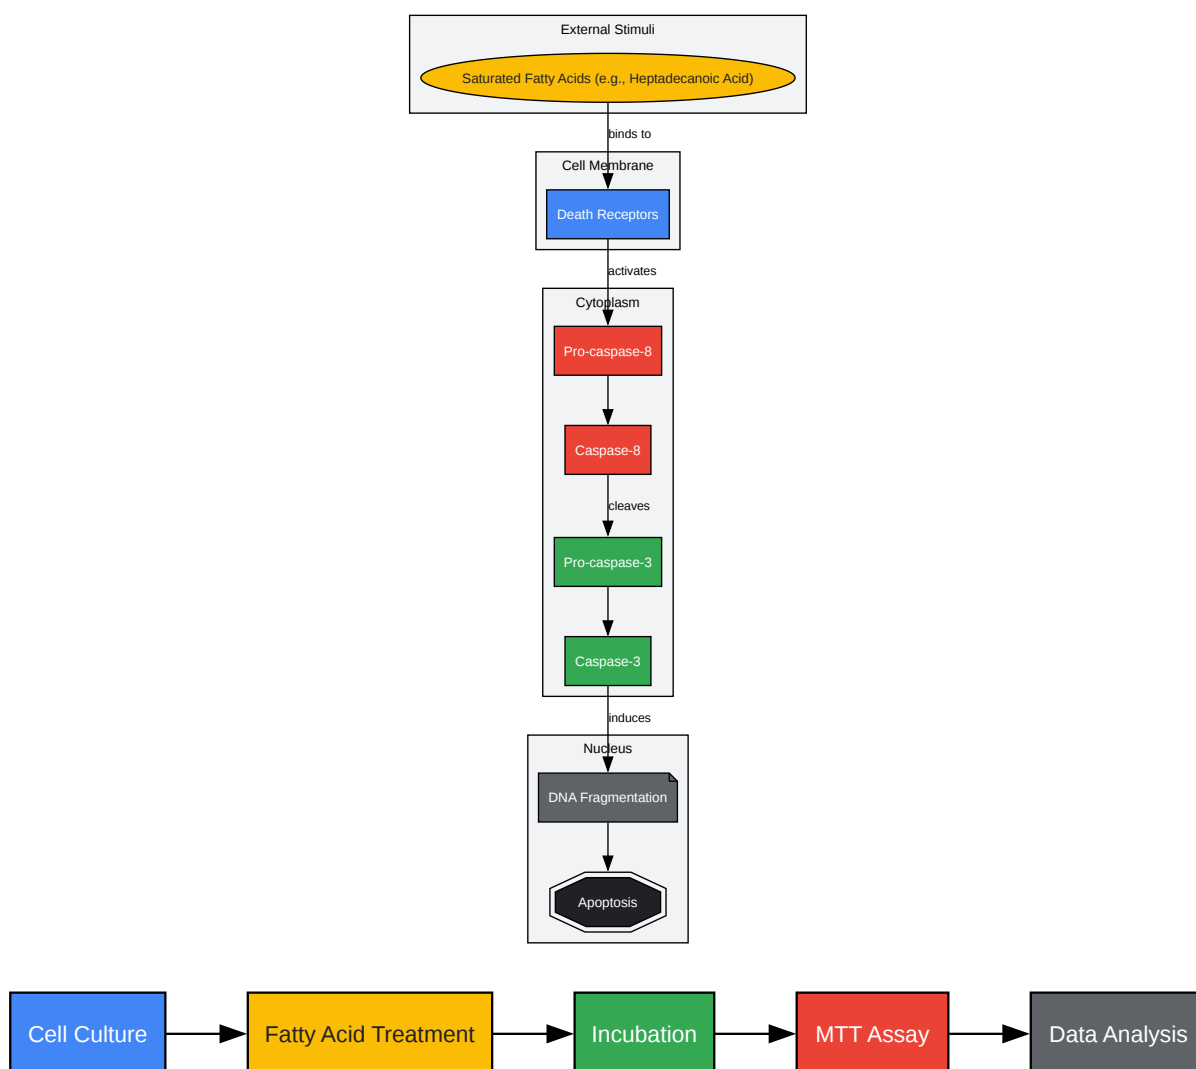 External Stimuli
Saturated Fatty Acids (e.g., Heptadecanoic Acid)
binds to
Cell Membrane
Death Receptors
activates
Cytoplasm
Pro-caspase-8
Caspase-8
cleaves
Pro-caspase-3
Caspase-3
induces
Nucleus
DNA Fragmentation
Apoptosis
Cell Culture
Fatty Acid Treatment
Incubation
MTT Assay
Data Analysis